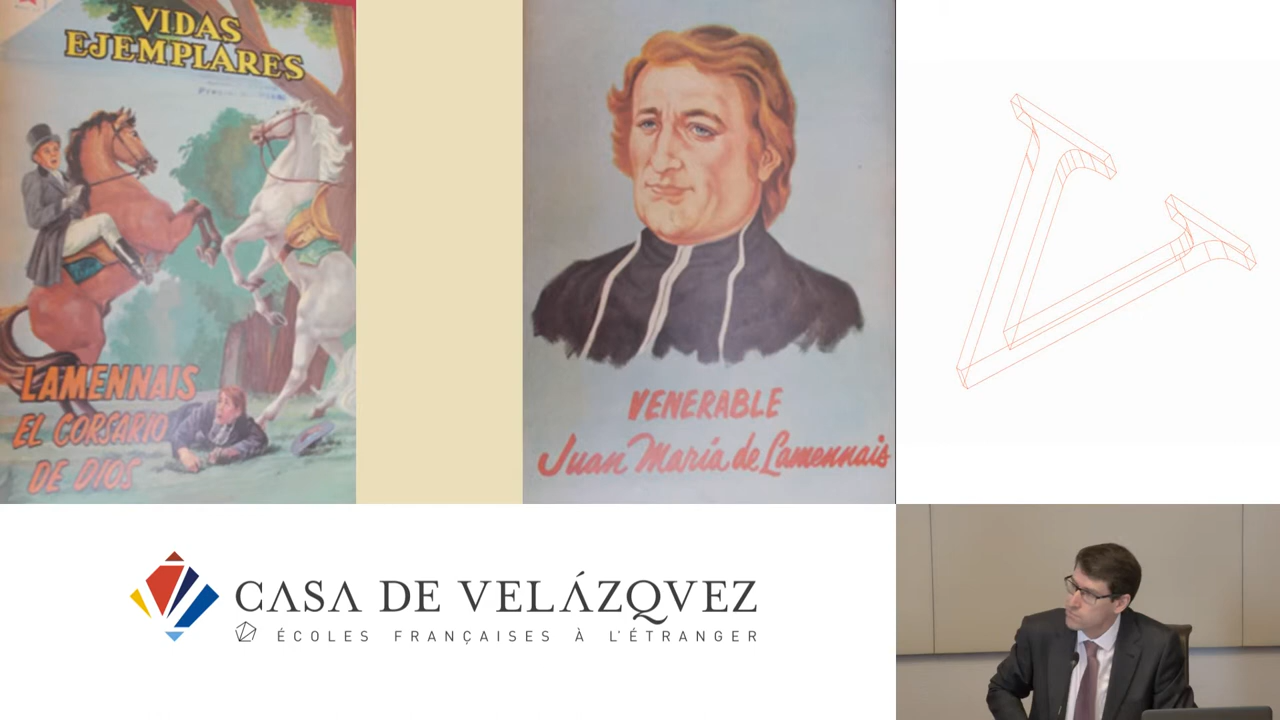 VIDAS
EJEMPLARES
LAMENNAIS
EL CORSARIO
DE DIOS
VENERABLE
Juan María de Lamennais
CASA DE VELÁZQVEZ
ÉCOLES FRANÇAISES À L'ÉTRANGER